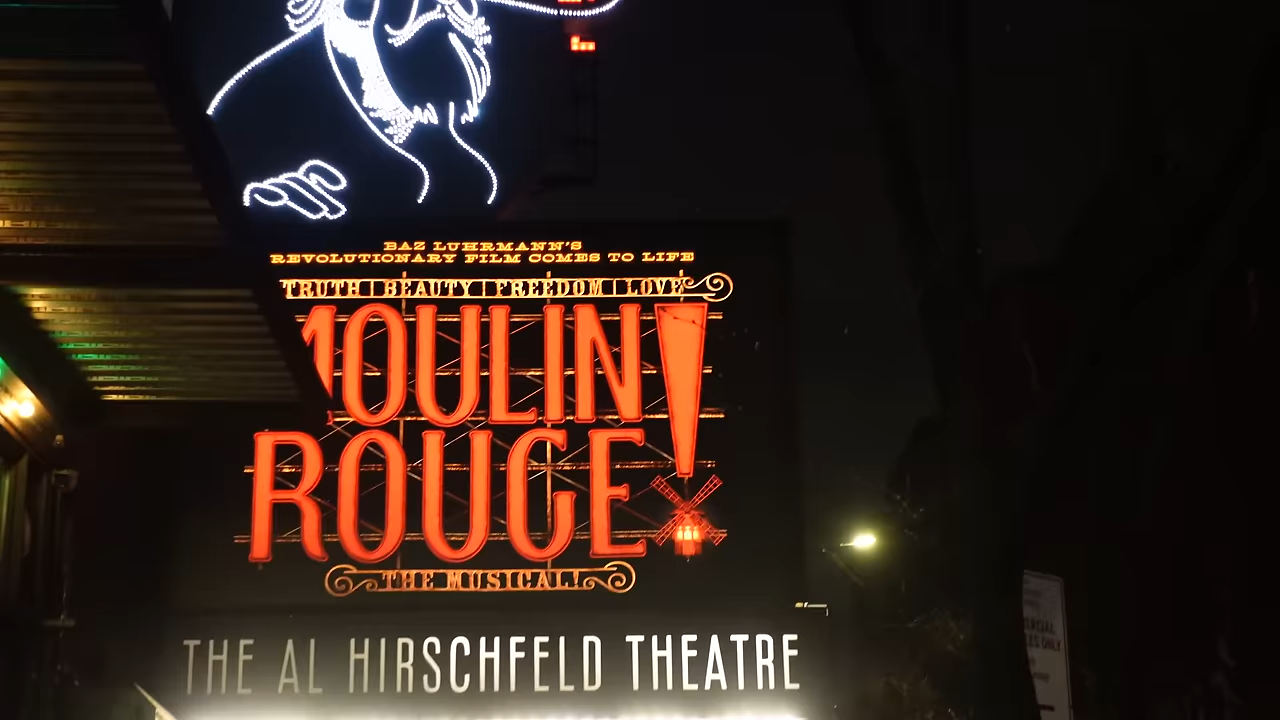 BAZ LUHRMANN'S
REVOLUTIONARY FILM COMES TO LIFE
TRUTH | BEAUTY | FREEDOM | LOVE
MOULIN
ROUGE!
THE MUSICAL!
THE AL HIRSCHFELD THEATRE
ONLY